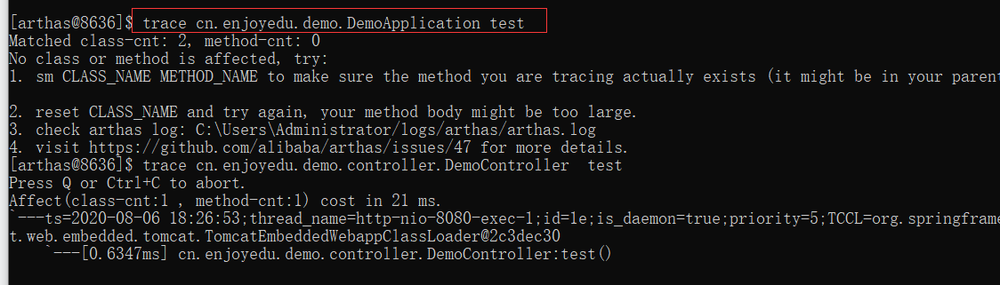 [arthas@8636]$ trace cn.enjoyedu.demo.DemoApplication test
Matched class-cnt: 2, method-cnt: 0
No class or method is affected, try:
1. sm CLASS_NAME METHOD_NAME to make sure the method you are tracing actually exists (it might be in your parent
2. reset CLASS_NAME and try again, your method body might be too large.
3. check arthas log: C:\Users\Administrator/logs/arthas/arthas.log
4. visit https://github.com/alibaba/arthas/issues/47 for more details.
[arthas@8636]$ trace cn.enjoyedu.demo.controller.DemoController  test
Press Q or Ctrl+C to abort.
Affect(class-cnt:1 , method-cnt:1) cost in 21 ms.
`---ts=2020-08-06 18:26:53;thread_name=http-nio-8080-exec-1;id=1e;is_daemon=true;priority=5;TCCL=org.springframe
t.web.embedded.tomcat.TomcatEmbeddedWebappClassLoader@2c3dec30
    `---[0.6347ms] cn.enjoyedu.demo.controller.DemoController:test()